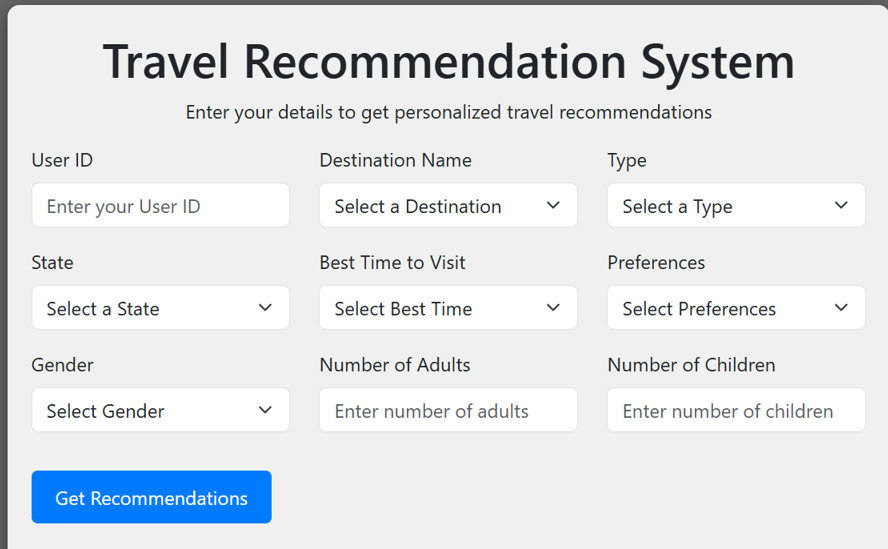 Travel Recommendation System
Enter your details to get personalized travel recommendations
User ID
Destination Name
Type
Enter your User ID
Select a Destination
Select a Type
State
Best Time to Visit
Preferences
Select a State
Select Best Time
Select Preferences
Gender
Number of Adults
Number of Children
Select Gender
Enter number of adults
Enter number of children
Get Recommendations